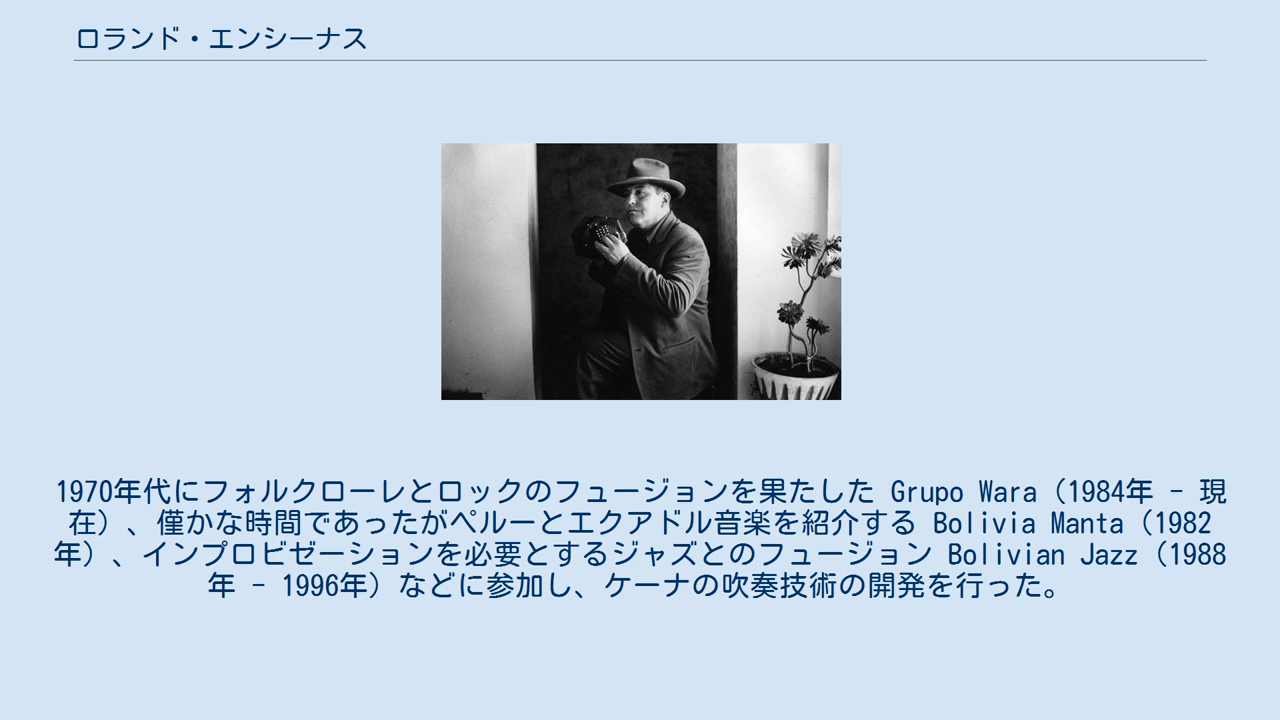 ロランド・エンシーナス
1970年代にフォルクローレとロックのフュージョンを果たした Grupo Wara（1984年 - 現
在）、僅かな時間であったがペルーとエクアドル音楽を紹介する Bolivia Manta（1982
年）、インプロビゼーションを必要とするジャズとのフュージョン Bolivian Jazz（1988
年 - 1996年）などに参加し、ケーナの吹奏技術の開発を行った。